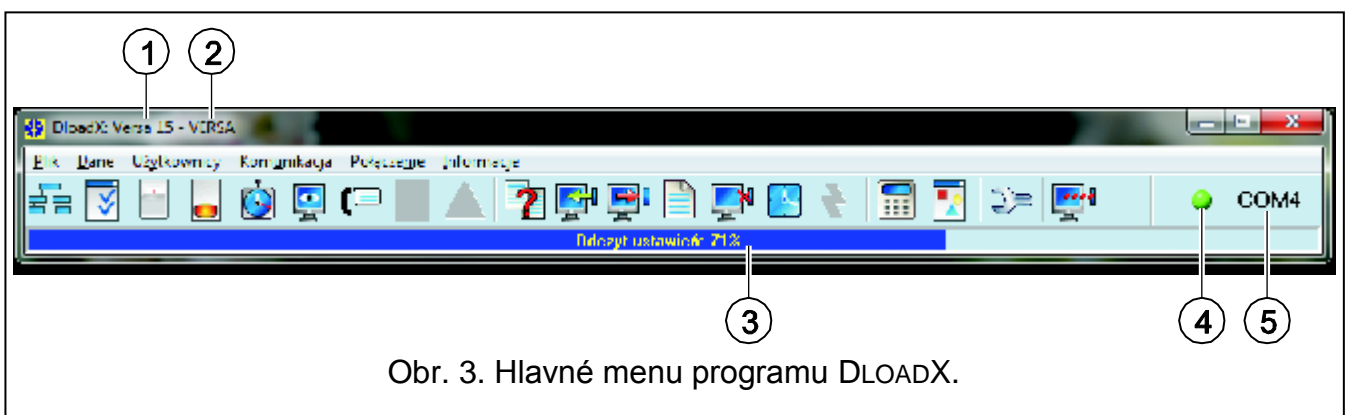 1 2
DloadX: Versa 15 - VERSA
Plik Dane Użytkownicy Komunikacja Połączenie Informacje
COM4
Odczyt ustawień: 71%
3 4 5
Obr. 3. Hlavné menu programu DLOADX.